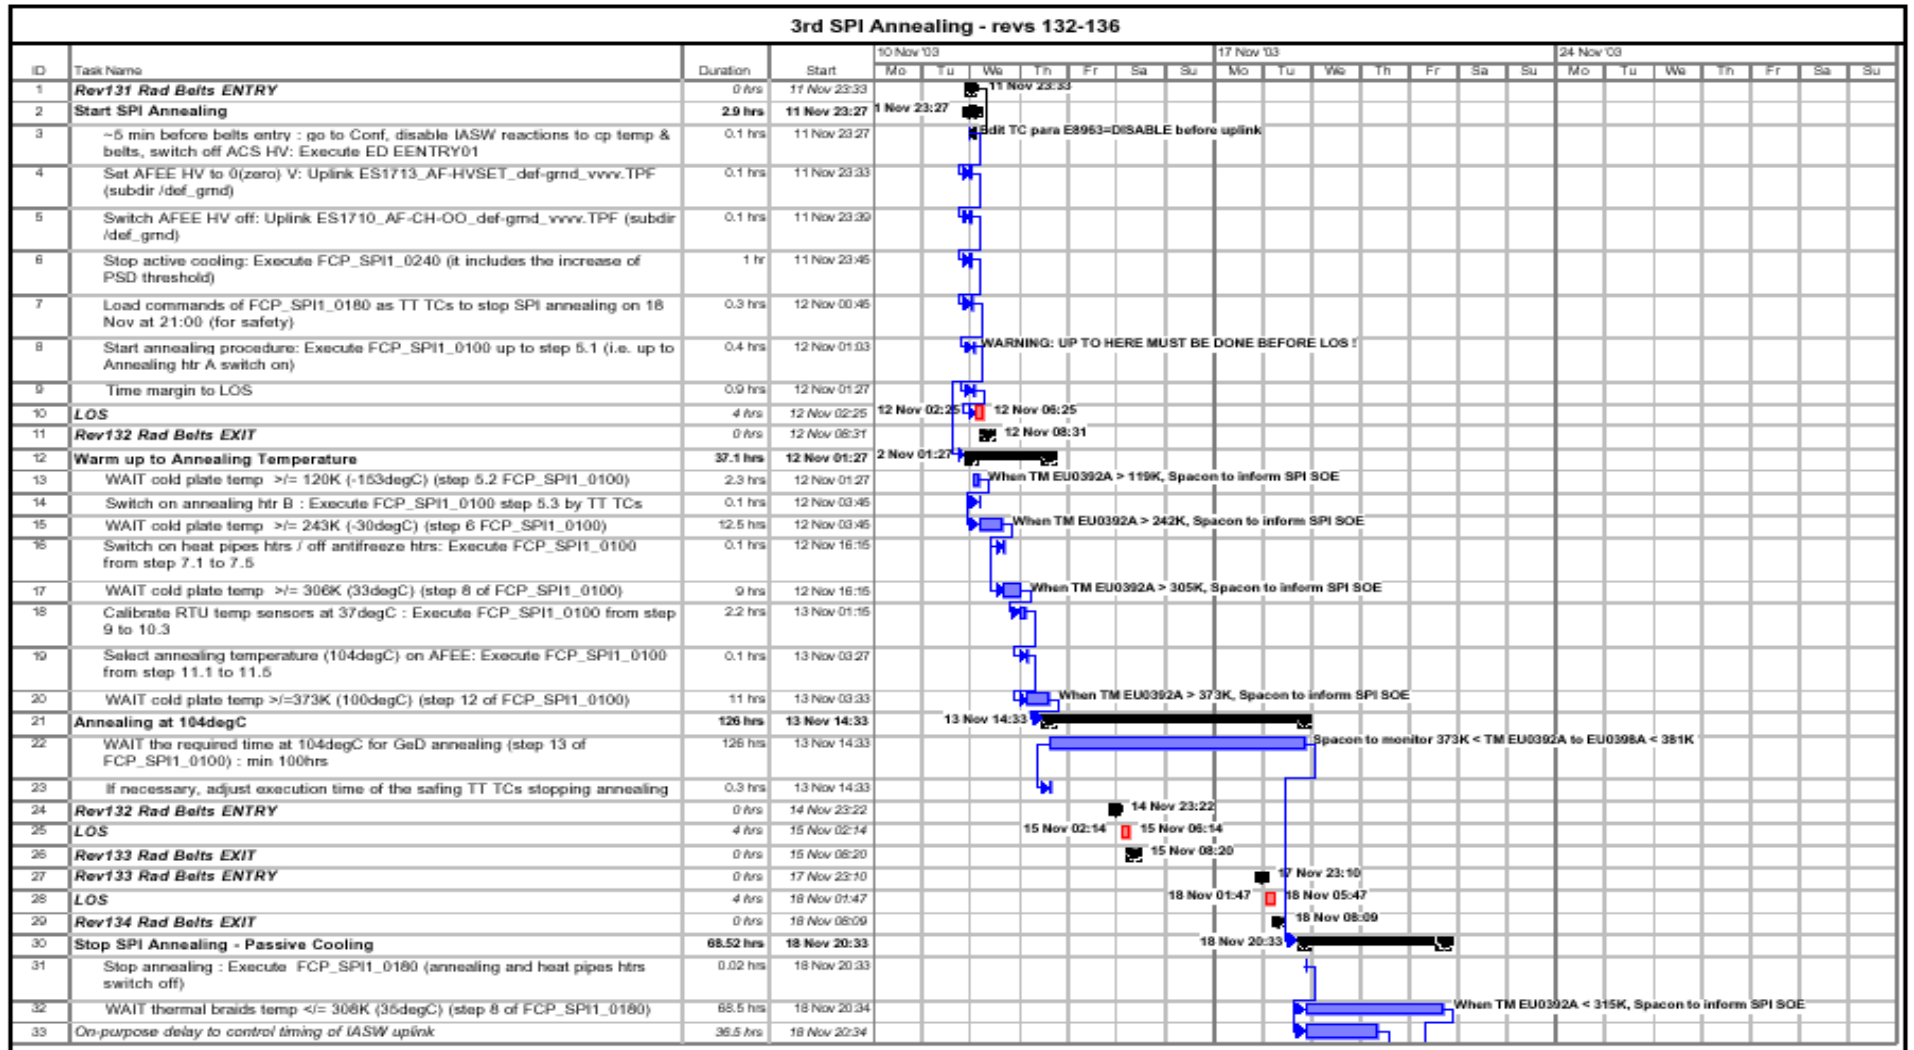 3rd SPI Annealing - revs 132-136
10 Nov '03 17 Nov '03 24 Nov '03
ID Task Name Duration Start Mo Tu We Th Fr Sa Su Mo Tu We Th Fr Sa Su Mo Tu We Th Fr Sa Su
1 Rev131 Rad Belts ENTRY 0 hrs 11 Nov 23:33 11 Nov 23:33
2 Start SPI Annealing 2.9 hrs 11 Nov 23:27 1 Nov 23:27
3 ~5 min before belts entry : go to Conf, disable IASW reactions to cp temp & 0.1 hrs 11 Nov 23:27 Edit TC para E8963=DISABLE before uplink
belts, switch off ACS HV: Execute ED EENTRY01
4 Set AFEE HV to 0(zero) V: Uplink ES1713_AF-HVSET_def-grnd_vvvv.TPF 0.1 hrs 11 Nov 23:33
(subdir /def_grnd)
5 Switch AFEE HV off: Uplink ES1710_AF-CH-OO_def-grnd_vvvv.TPF (subdir 0.1 hrs 11 Nov 23:39
/def_grnd)
6 Stop active cooling: Execute FCP_SPI1_0240 (it includes the increase of 1 hr 11 Nov 23:45
PSD threshold)
7 Load commands of FCP_SPI1_0180 as TT TCs to stop SPI annealing on 18 0.3 hrs 12 Nov 00:45
Nov at 21:00 (for safety)
8 Start annealing procedure: Execute FCP_SPI1_0100 up to step 5.1 (i.e. up to 0.4 hrs 12 Nov 01:03 WARNING: UP TO HERE MUST BE DONE BEFORE LOS !
Annealing htr A switch on)
9 Time margin to LOS 0.9 hrs 12 Nov 01:27
10 LOS 4 hrs 12 Nov 02:25 12 Nov 02:25 12 Nov 06:25
11 Rev132 Rad Belts EXIT 0 hrs 12 Nov 08:31 12 Nov 08:31
12 Warm up to Annealing Temperature 37.1 hrs 12 Nov 01:27 2 Nov 01:27
13 WAIT cold plate temp >/= 120K (-153degC) (step 5.2 FCP_SPI1_0100) 2.3 hrs 12 Nov 01:27 When TM EU0392A > 119K, Spacon to inform SPI SOE
14 Switch on annealing htr B : Execute FCP_SPI1_0100 step 5.3 by TT TCs 0.1 hrs 12 Nov 03:45
15 WAIT cold plate temp >/= 243K (-30degC) (step 6 FCP_SPI1_0100) 12.5 hrs 12 Nov 03:45 When TM EU0392A > 242K, Spacon to inform SPI SOE
16 Switch on heat pipes htrs / off antifreeze htrs: Execute FCP_SPI1_0100 0.1 hrs 12 Nov 16:15
from step 7.1 to 7.5
17 WAIT cold plate temp >/= 306K (33degC) (step 8 of FCP_SPI1_0100) 9 hrs 12 Nov 16:15 When TM EU0392A > 305K, Spacon to inform SPI SOE
18 Calibrate RTU temp sensors at 37degC : Execute FCP_SPI1_0100 from step 2.2 hrs 13 Nov 01:15
9 to 10.3
19 Select annealing temperature (104degC) on AFEE: Execute FCP_SPI1_0100 0.1 hrs 13 Nov 03:27
from step 11.1 to 11.5
20 WAIT cold plate temp >/=373K (100degC) (step 12 of FCP_SPI1_0100) 11 hrs 13 Nov 03:33 When TM EU0392A > 373K, Spacon to inform SPI SOE
21 Annealing at 104degC 126 hrs 13 Nov 14:33 13 Nov 14:33
22 WAIT the required time at 104degC for GeD annealing (step 13 of 126 hrs 13 Nov 14:33 Spacon to monitor 373K < TM EU0392A to EU0398A < 381K
FCP_SPI1_0100) : min 100hrs
23 If necessary, adjust execution time of the safing TT TCs stopping annealing 0.3 hrs 13 Nov 14:33
24 Rev132 Rad Belts ENTRY 0 hrs 14 Nov 23:22 14 Nov 23:22
25 LOS 4 hrs 15 Nov 02:14 15 Nov 02:14 15 Nov 06:14
26 Rev133 Rad Belts EXIT 0 hrs 15 Nov 08:20 15 Nov 08:20
27 Rev133 Rad Belts ENTRY 0 hrs 17 Nov 23:10 17 Nov 23:10
28 LOS 4 hrs 18 Nov 01:47 18 Nov 01:47 18 Nov 05:47
29 Rev134 Rad Belts EXIT 0 hrs 18 Nov 08:09 18 Nov 08:09
30 Stop SPI Annealing - Passive Cooling 68.52 hrs 18 Nov 20:33 18 Nov 20:33
31 Stop annealing : Execute FCP_SPI1_0180 (annealing and heat pipes htrs 0.02 hrs 18 Nov 20:33
switch off)
32 WAIT thermal braids temp </= 308K (35degC) (step 8 of FCP_SPI1_0180) 68.5 hrs 18 Nov 20:34 When TM EU0392A < 315K, Spacon to inform SPI SOE
33 On-purpose delay to control timing of IASW uplink 36.5 hrs 18 Nov 20:34